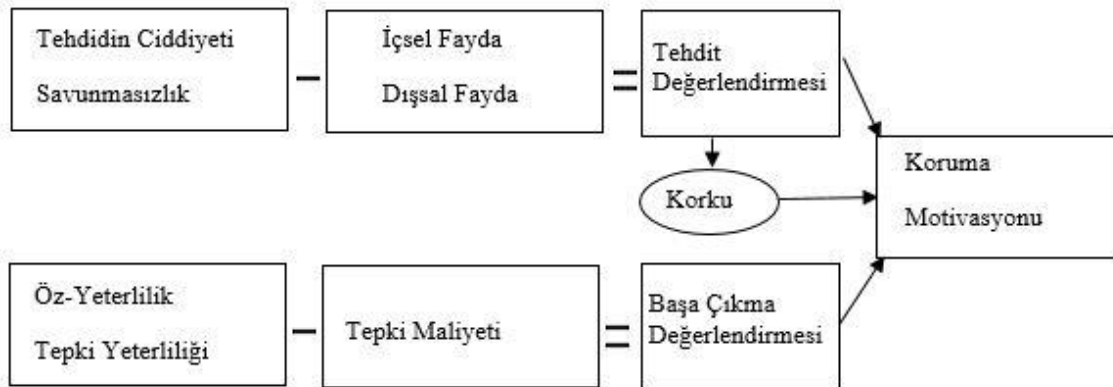 Tehdidin Ciddiyeti
Savunmasızlık
İçsel Fayda
Dışsal Fayda
Tehdit
Değerlendirmesi
Korku
Koruma
Motivasyonu
Öz-Yeterlilik
Tepki Yeterliliği
Tepki Maliyeti
Başa Çıkma
Değerlendirmesi